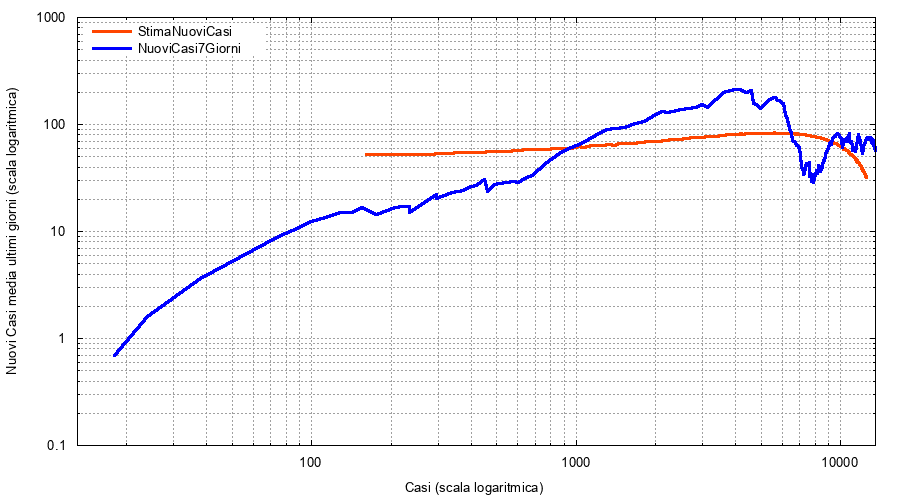 1000
StimaNuoviCasi
NuoviCasi7Giorni
100
10
1
0.1
100
1000
10000
Nuovi Casi media ultimi giorni (scala logaritmica)
Casi (scala logaritmica)